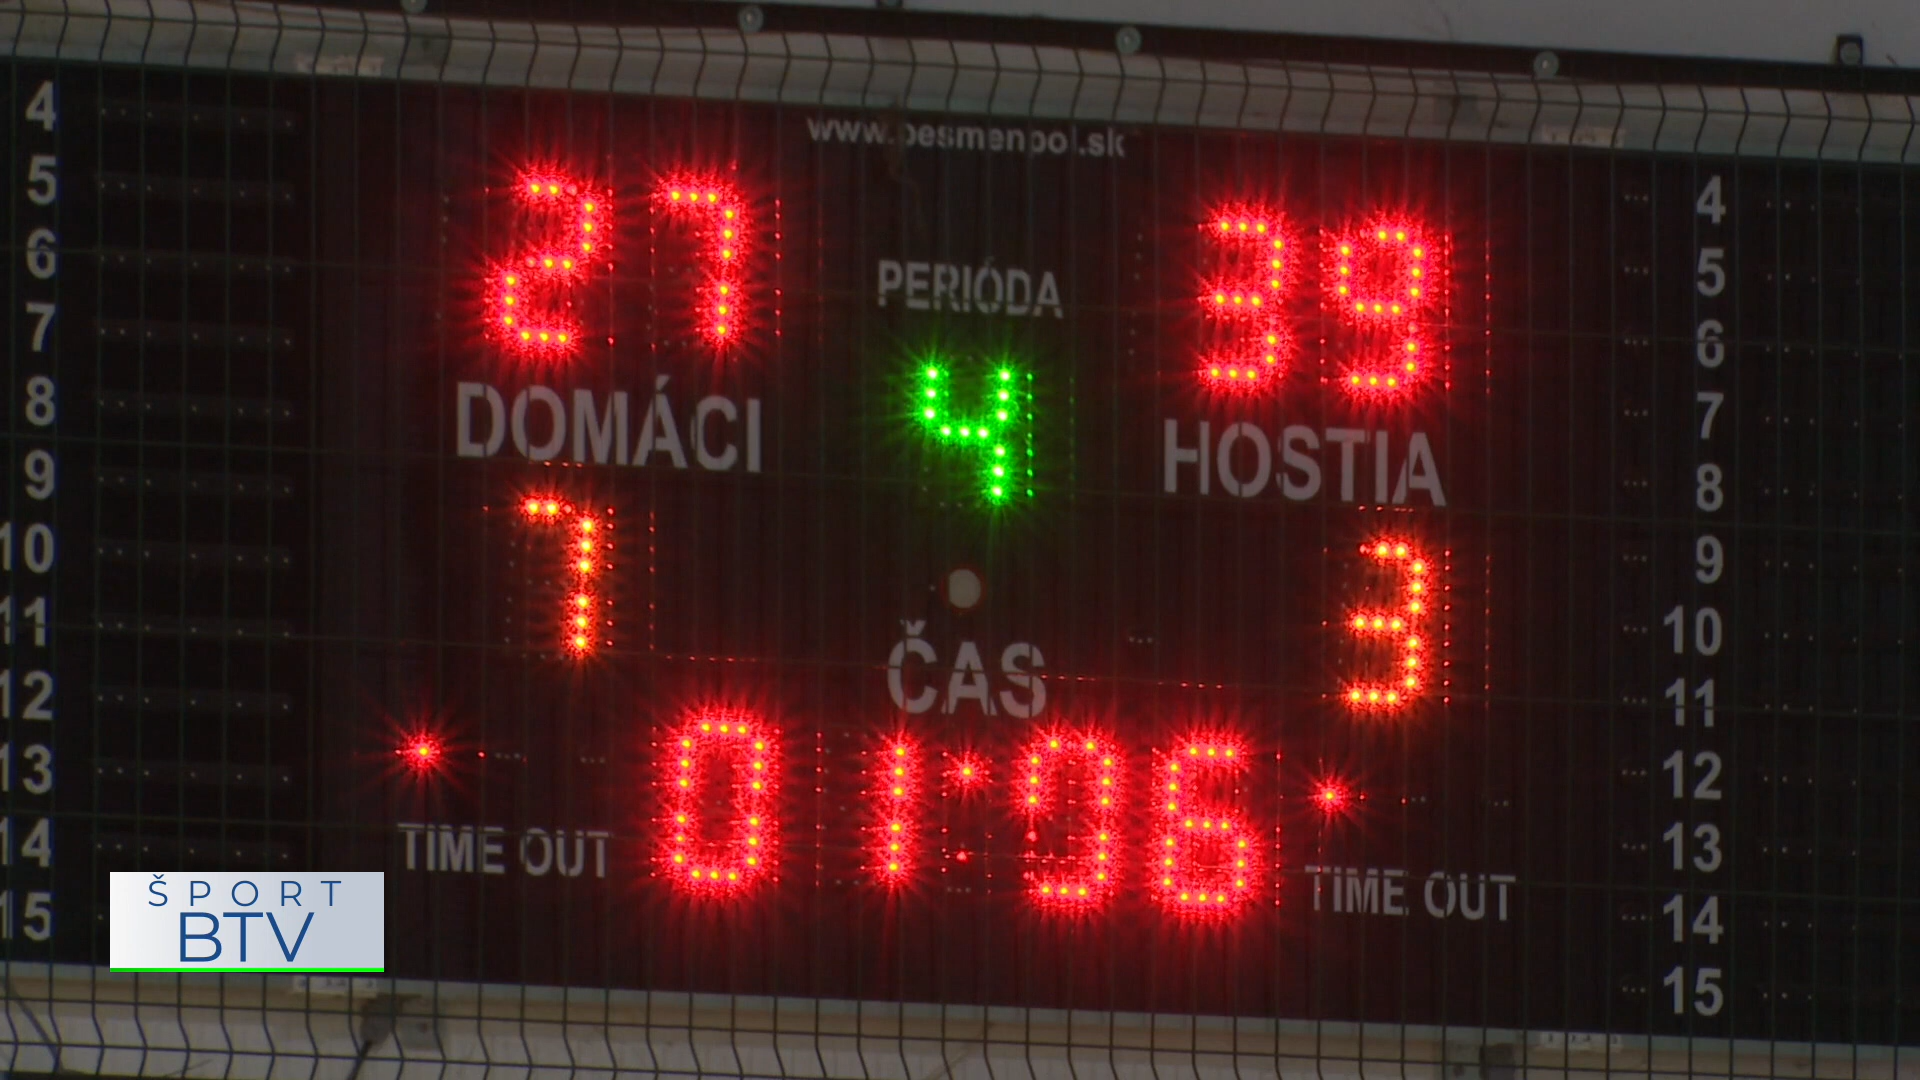 www.pesmenpol.sk
27 39
PERIÓDA
4
DOMÁCI HOSTIA
7 3
ČAS
TIME OUT 01:96 TIME OUT
4 4
5 5
6 6
7 7
8 8
9 9
10 10
11 11
12 12
13 13
14 14
15 15
ŠPORT
BTV